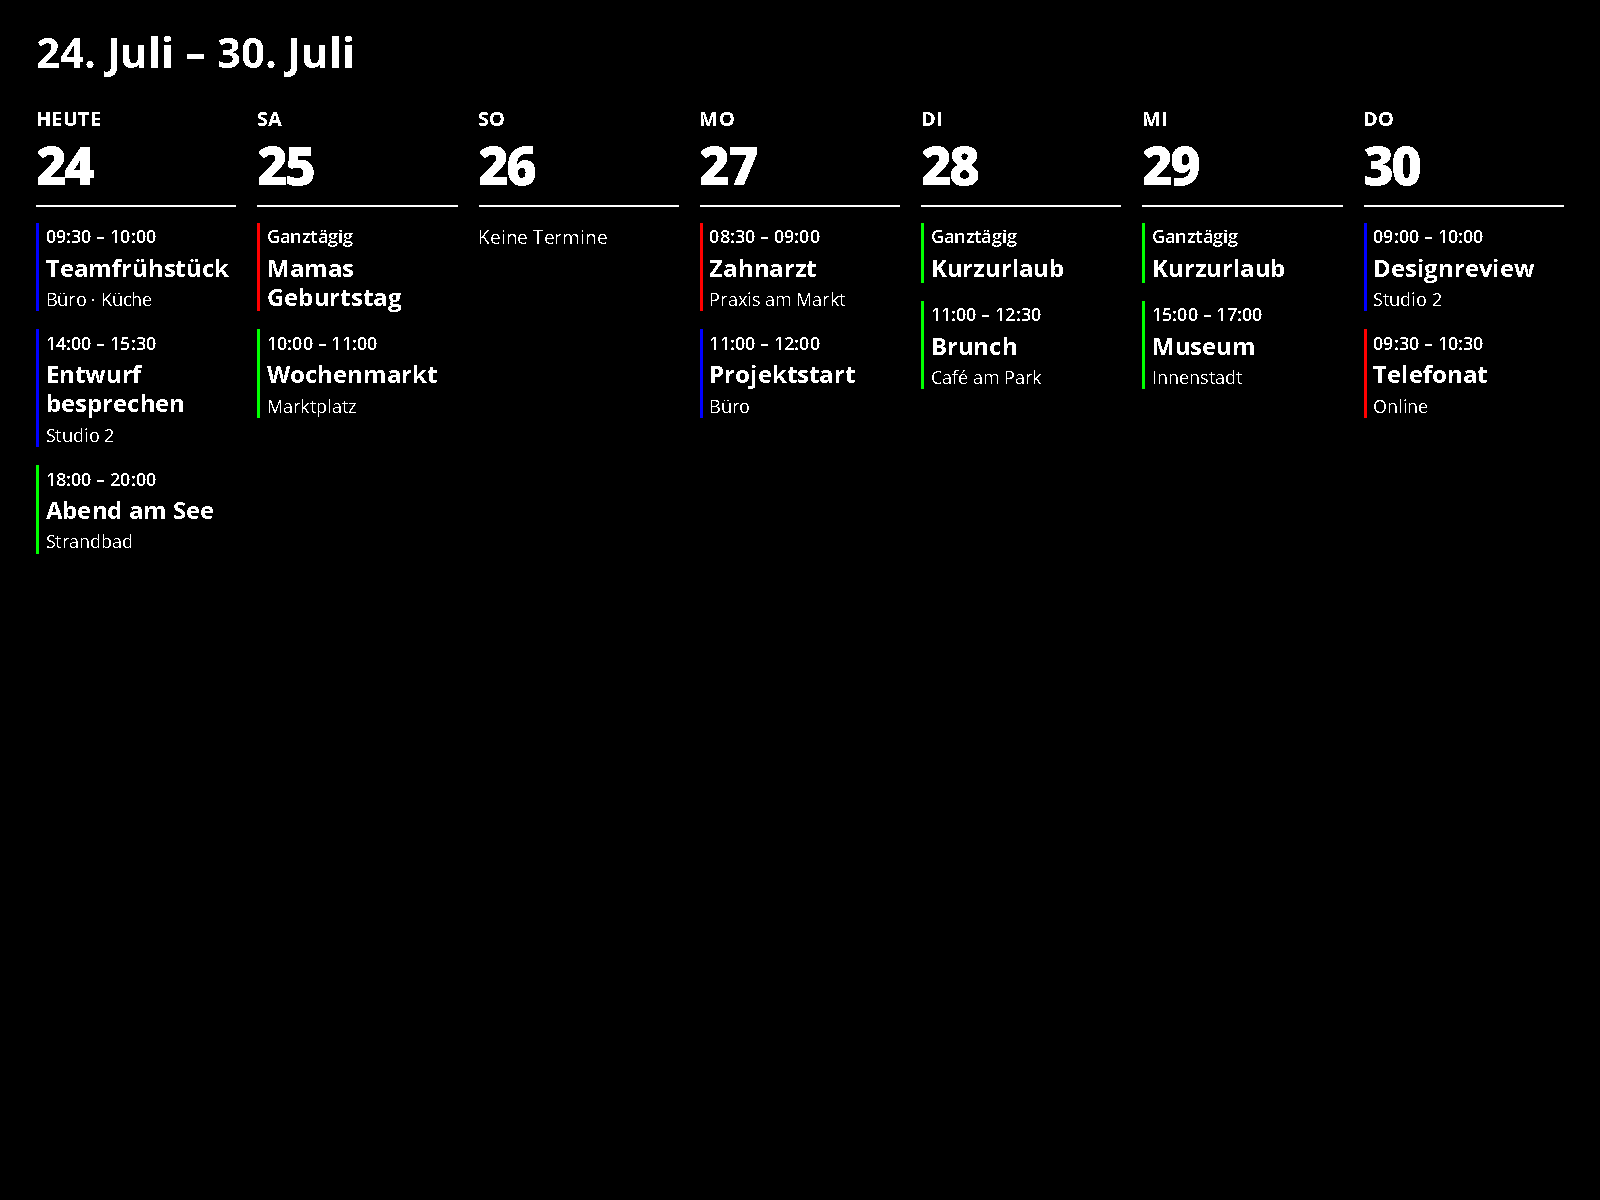 24. Juli – 30. Juli
HEUTE
24
09:30 – 10:00
Teamfrühstück
Büro · Küche
14:00 – 15:30
Entwurf
besprechen
Studio 2
18:00 – 20:00
Abend am See
Strandbad
SA
25
Ganztägig
Mamas
Geburtstag
10:00 – 11:00
Wochenmarkt
Marktplatz
SO
26
Keine Termine
MO
27
08:30 – 09:00
Zahnarzt
Praxis am Markt
11:00 – 12:00
Projektstart
Büro
DI
28
Ganztägig
Kurzurlaub
11:00 – 12:30
Brunch
Café am Park
MI
29
Ganztägig
Kurzurlaub
15:00 – 17:00
Museum
Innenstadt
DO
30
09:00 – 10:00
Designreview
Studio 2
09:30 – 10:30
Telefonat
Online